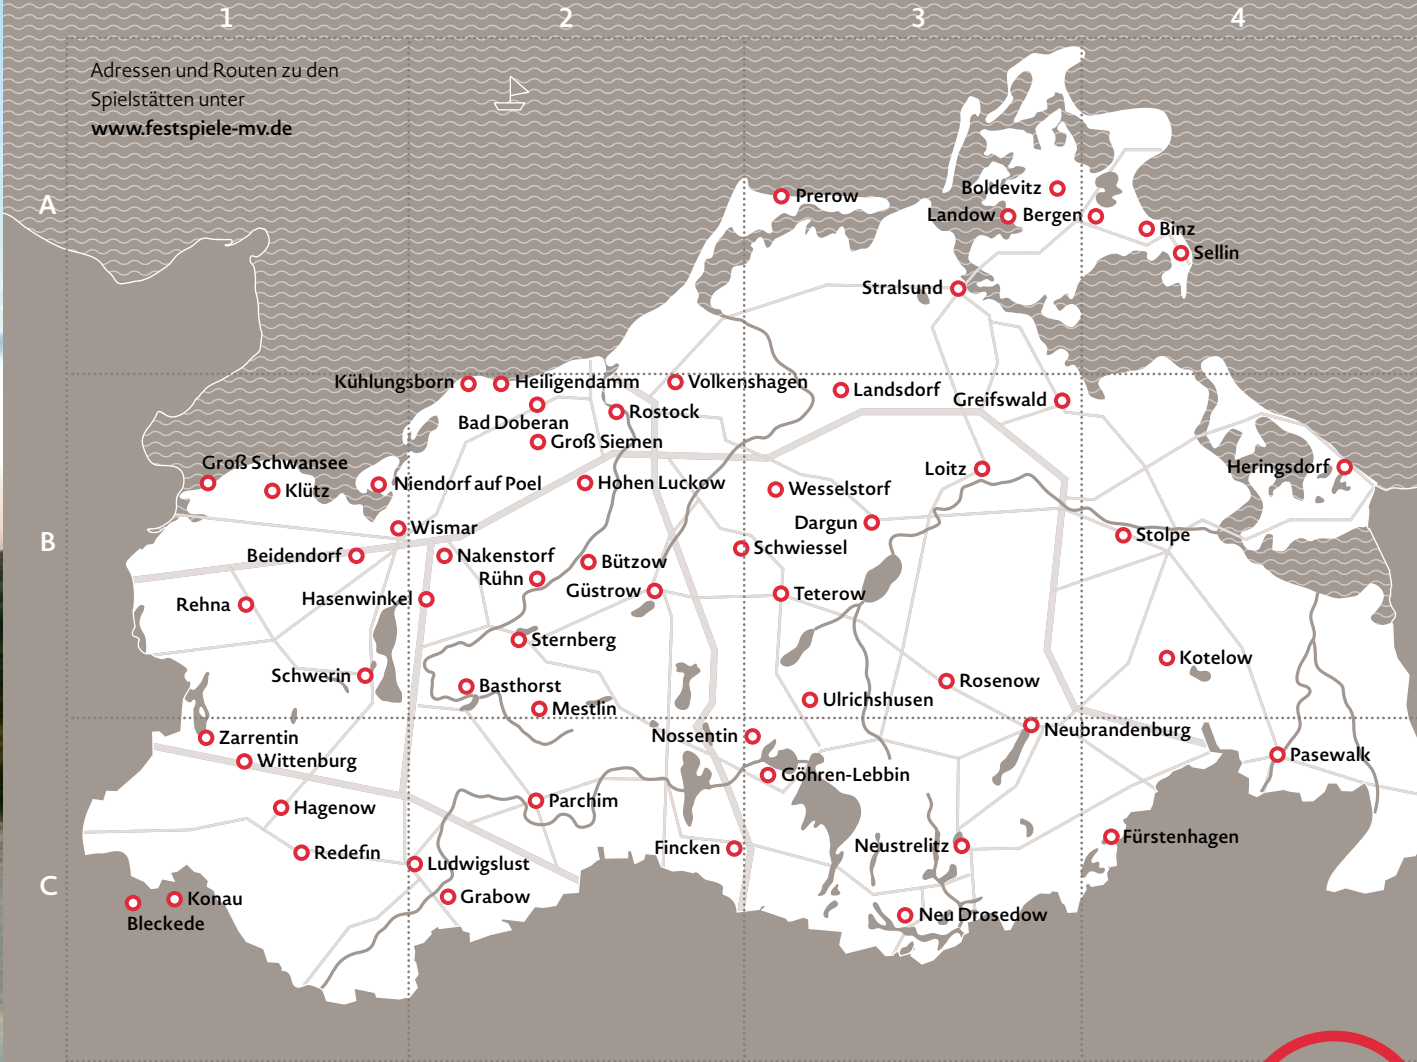 1 2 3 4
Adressen und Routen zu den
Spielstätten unter
www.festspiele-mv.de
A
Prerow
Boldevitz
Landow
Bergen
Binz
Sellin
Stralsund
Kühlungsborn
Heiligendamm
Volkenshagen
Landsdorf
Greifswald
Bad Doberan
Rostock
Groß Siemen
Groß Schwansee
Klütz
Niendorf auf Poel
Hohen Luckow
Wesselstorf
Loitz
Heringsdorf
Wismar
Dargun
Stolpe
B
Beidendorf
Nakenstorf
Schwiessel
Bützow
Rühn
Güstrow
Teterow
Rehna
Hasenwinkel
Sternberg
Kotelow
Schwerin
Basthorst
Rosenow
Mestlin
Ulrichshusen
Zarrentin
Nossentin
Neubrandenburg
Wittenburg
Pasewalk
Göhren-Lebbin
Hagenow
Parchim
Fürstenhagen
Redefin
Fincken
Neustrelitz
Ludwigslust
C
Konau
Grabow
Bleckede
Neu Drosedow